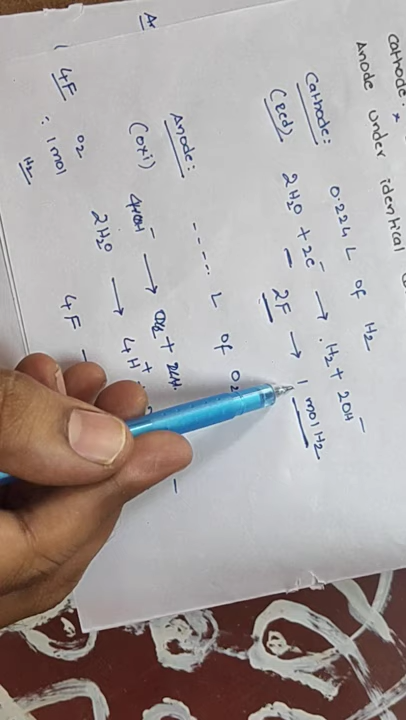 Cathode: *
Anode under identical
0.224 L of H2
Cathode:
(red) 2H2O + 2e- → H2 + 2OH-
2F → 1 mol H2
Anode: ----- L of O2
(oxi)
2H2O → 4H+
4F
4F : 1 mol O2
H2